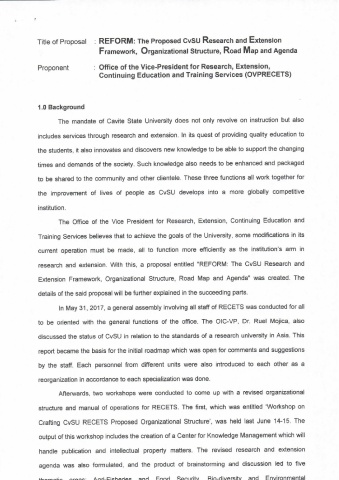 Title of Proposal : REFORM: The Proposed CvSU Research and Extension
Framework, Organizational Structure, Road Map and Agenda
Proponent : Office of the Vice-President for Research, Extension,
Continuing Education and Training Services (OVPRECETS)
1.0 Background
The mandate of Cavite State University does not only revolve on instruction but also
includes services through research and extension. In its quest of providing quality education to
the students, it also innovates and discovers new knowledge to be able to support the changing
times and demands of the society. Such knowledge also needs to be enhanced and packaged
to be shared to the community and other clientele. These three functions all work together for
the improvement of lives of people as CvSU develops into a more globally competitive
institution.
The Office of the Vice President for Research, Extension, Continuing Education and
Training Services believes that to achieve the goals of the University, some modifications in its
current operation must be made, all to function more efficiently as the institution's arm in
research and extension. With this, a proposal entitled "REFORM: The CvSU Research and
Extension Framework, Organizational Structure, Road Map and Agenda" was created. The
details of the said proposal will be further explained in the succeeding parts.
In May 31, 2017, a general assembly involving all staff of RECETS was conducted for all
to be oriented with the general functions of the office. The OIC-VP, Dr. Ruel Mojica, also
discussed the status of CvSU in relation to the standards of a research university in Asia. This
report became the basis for the initial roadmap which was open for comments and suggestions
by the staff. Each personnel from different units were also introduced to each other as a
reorganization in accordance to each specialization was done.
Afterwards, two workshops were conducted to come up with a revised organizational
structure and manual of operations for RECETS. The first, which was entitled 'Workshop on
Crafting CvSU RECETS Proposed Organizational Structure', was held last June 14-15. The
output of this workshop includes the creation of a Center for Knowledge Management which will
handle publication and intellectual property matters. The revised research and extension
agenda was also formulated, and the product of brainstorming and discussion led to five
thematic areas: Agri-Fisheries and Food Security, Bio-diversity and Environmental